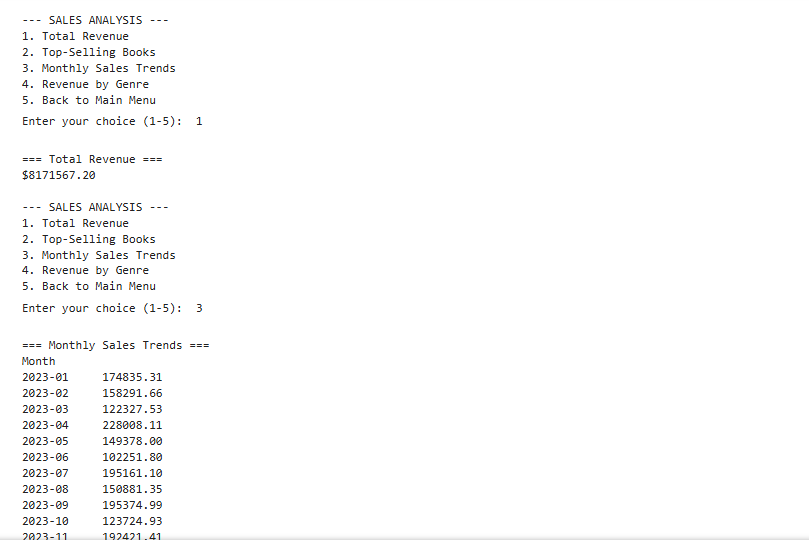 --- SALES ANALYSIS ---
1. Total Revenue
2. Top-Selling Books
3. Monthly Sales Trends
4. Revenue by Genre
5. Back to Main Menu
Enter your choice (1-5):  1
=== Total Revenue ===
$8171567.20
--- SALES ANALYSIS ---
1. Total Revenue
2. Top-Selling Books
3. Monthly Sales Trends
4. Revenue by Genre
5. Back to Main Menu
Enter your choice (1-5):  3
=== Monthly Sales Trends ===
Month
2023-01     174835.31
2023-02     158291.66
2023-03     122327.53
2023-04     228008.11
2023-05     149378.00
2023-06     102251.80
2023-07     195161.10
2023-08     150881.35
2023-09     195374.99
2023-10     123724.93
2023-11     192421.41